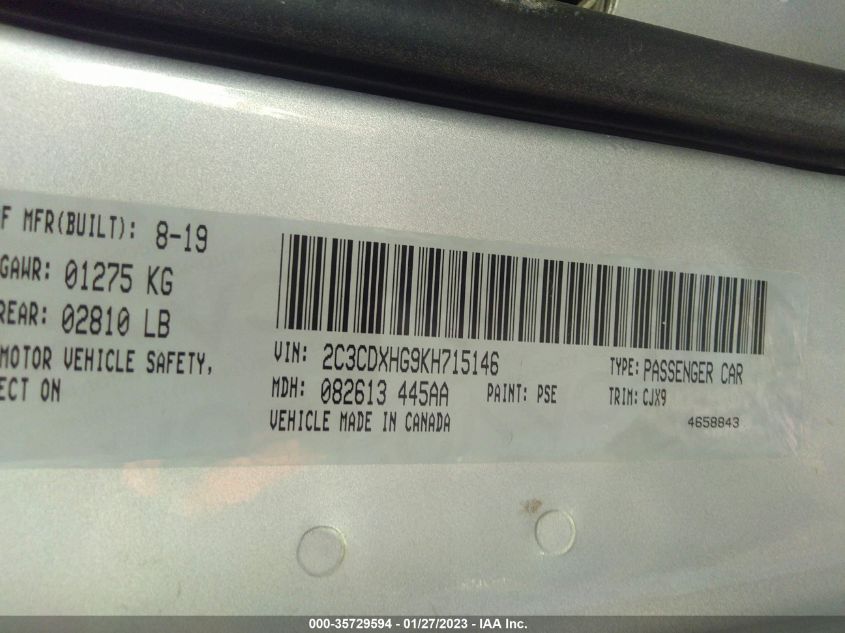 F MFR(BUILT): 8-19
GAWR: 01275 KG
REAR: 02810 LB
MOTOR VEHICLE SAFETY,
ECT ON
VIN: 2C3CDXHG9KH715146
TYPE: PASSENGER CAR
MDH: 082613 445AA PAINT: PSE TRIM: CJX9
VEHICLE MADE IN CANADA
4658843
000-35729594 - 01/27/2023 - IAA Inc.